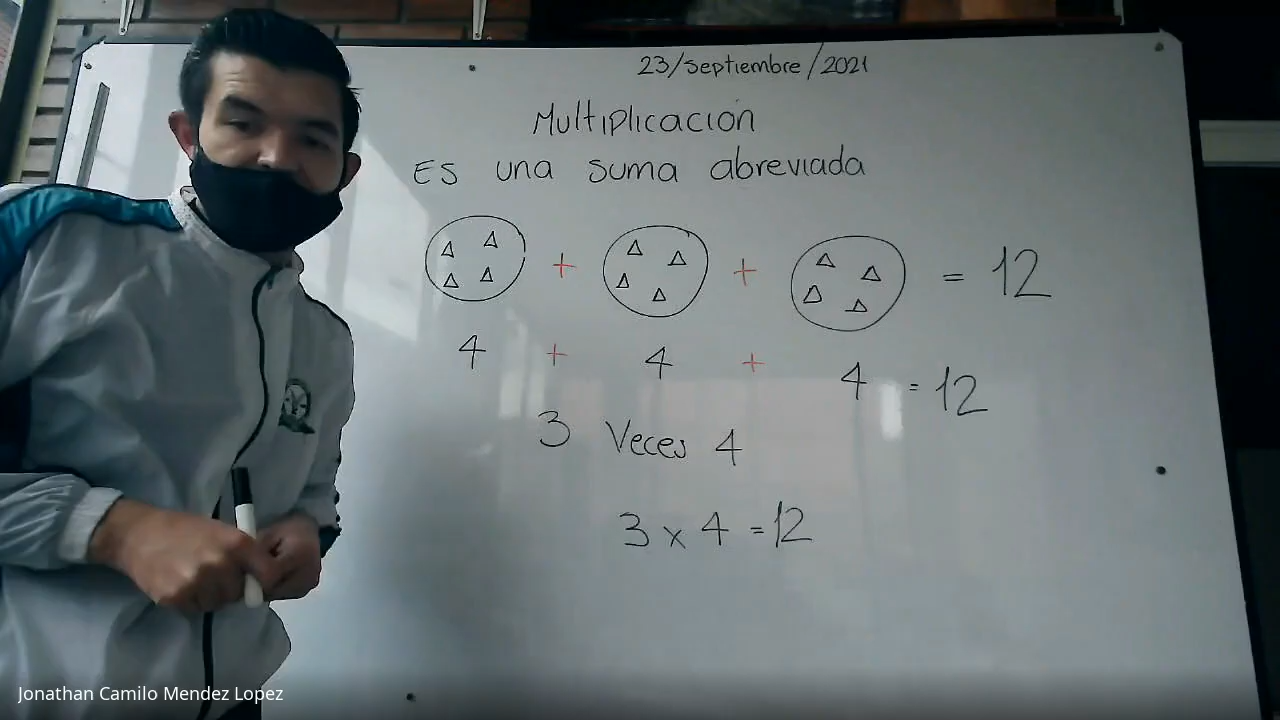 23/Septiembre/2021
Multiplicación
Es una suma abreviada
+ + = 12
4 + 4 + 4 = 12
3 Veces 4
3 x 4 = 12
Jonathan Camilo Mendez Lopez